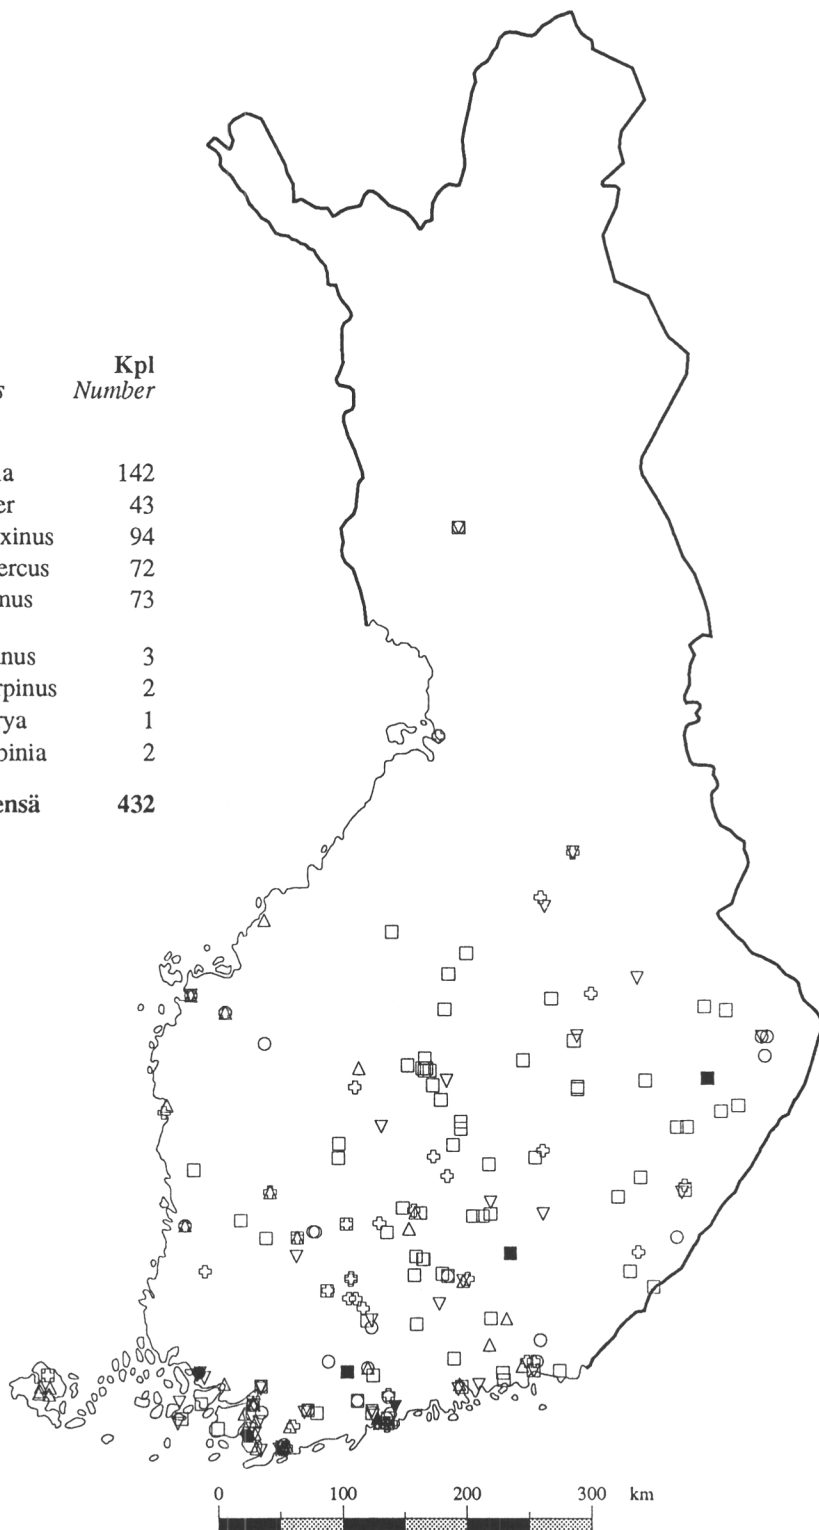 Kpl
s Number
a 142
er 43
xinus 94
ercus 72
nus 73
nus 3
rpinus 2
rya 1
binia 2
ensä 432
0 100 200 300 km